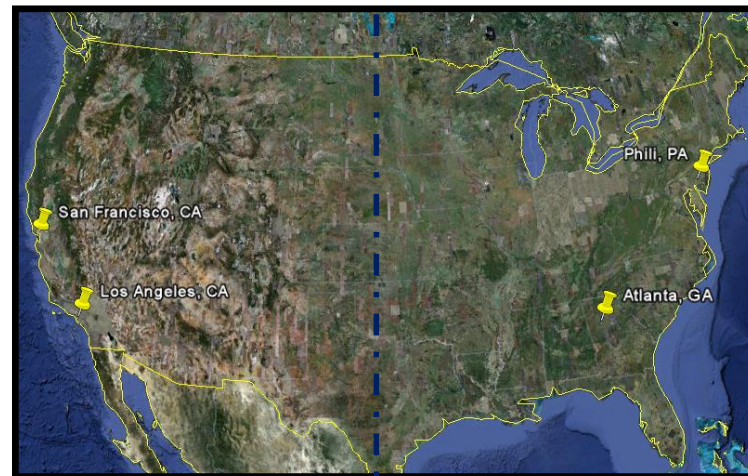 Phili, PA
San Francisco, CA
Los Angeles, CA
Atlanta, GA